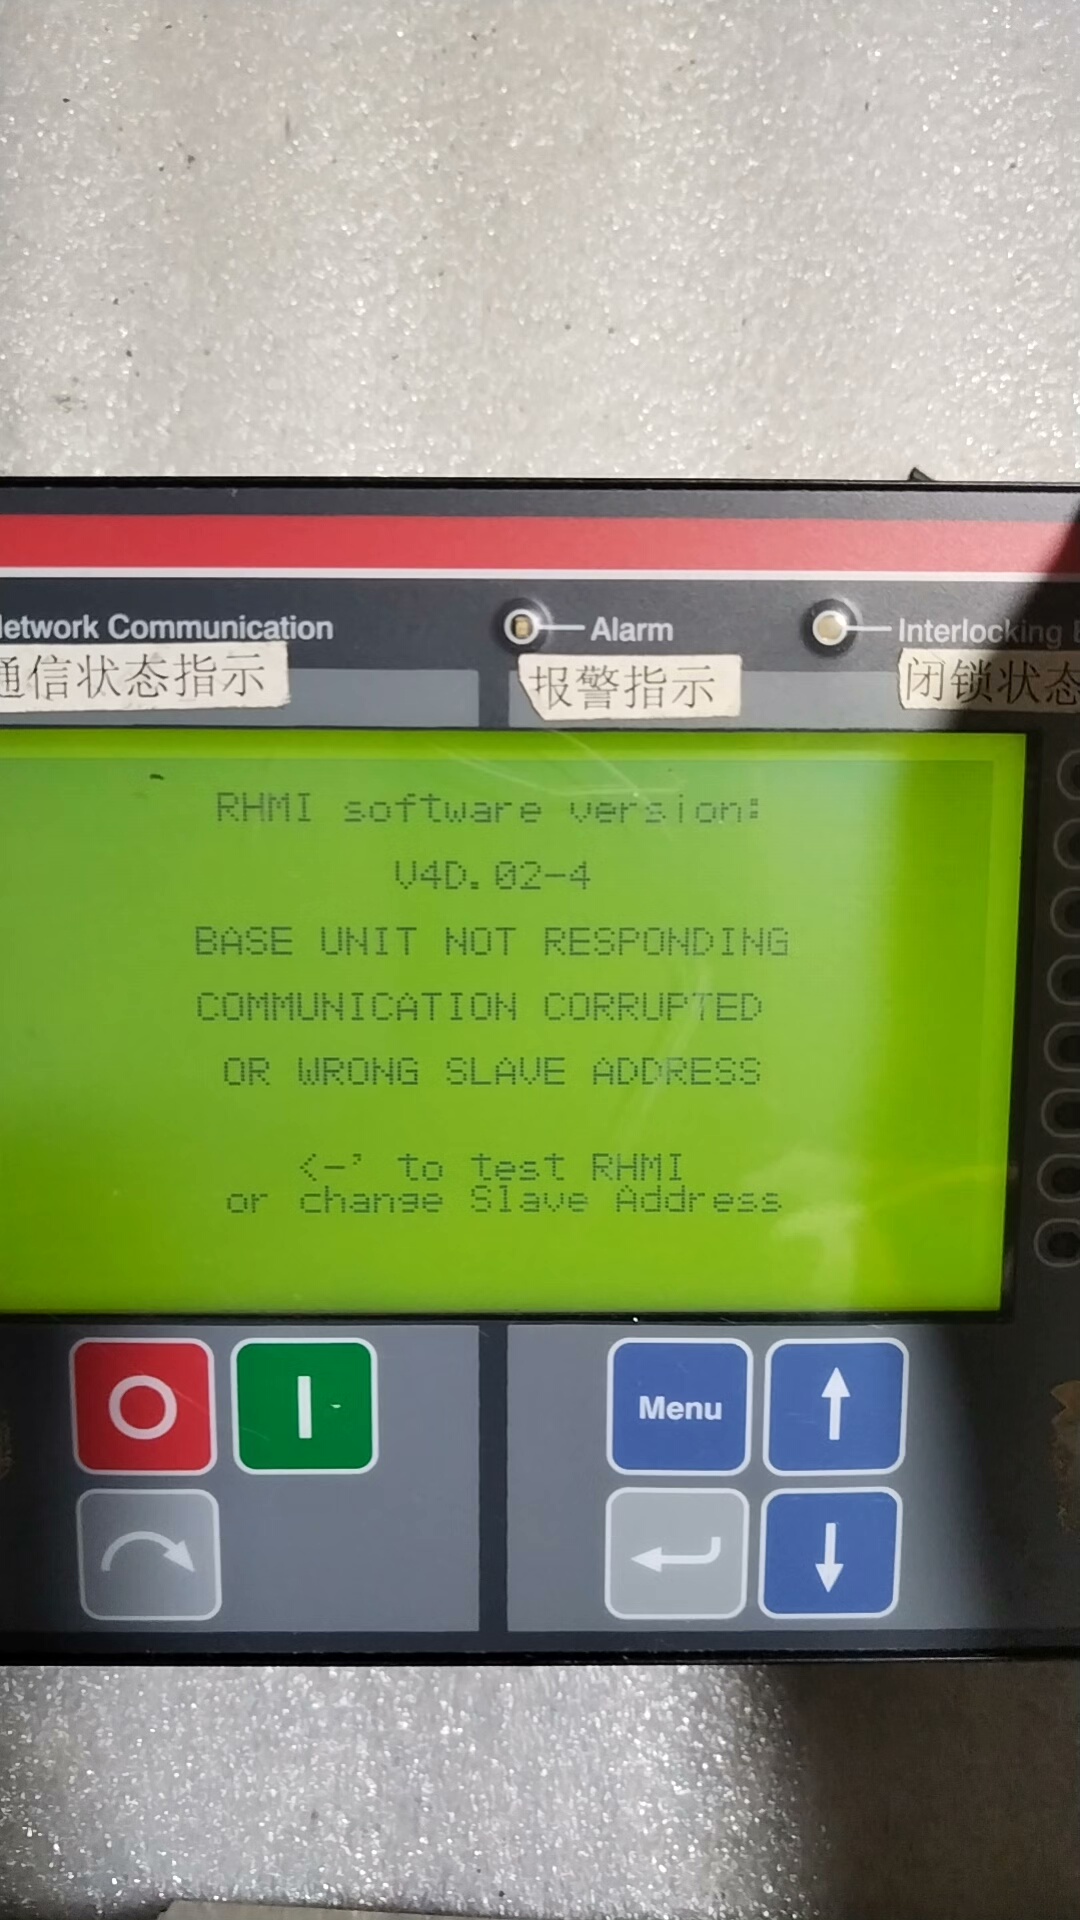 Network Communication
Alarm
Interlocking
通信状态指示
报警指示
闭锁状态
RHMI software version:
V4D.02-4
BASE UNIT NOT RESPONDING
COMMUNICATION CORRUPTED
OR WRONG SLAVE ADDRESS
<-' to test RHMI
or change Slave Address
Menu